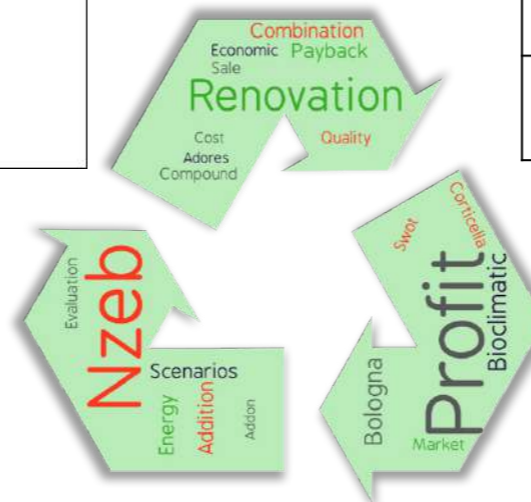 Combination
Economic Payback
Sale
Renovation
Cost Quality
Adores
Compound
Swot
Corticella
Profit
Bioclimatic
Bologna
Market
Nzeb
Evaluation
Scenarios
Energy
Addition
Addon